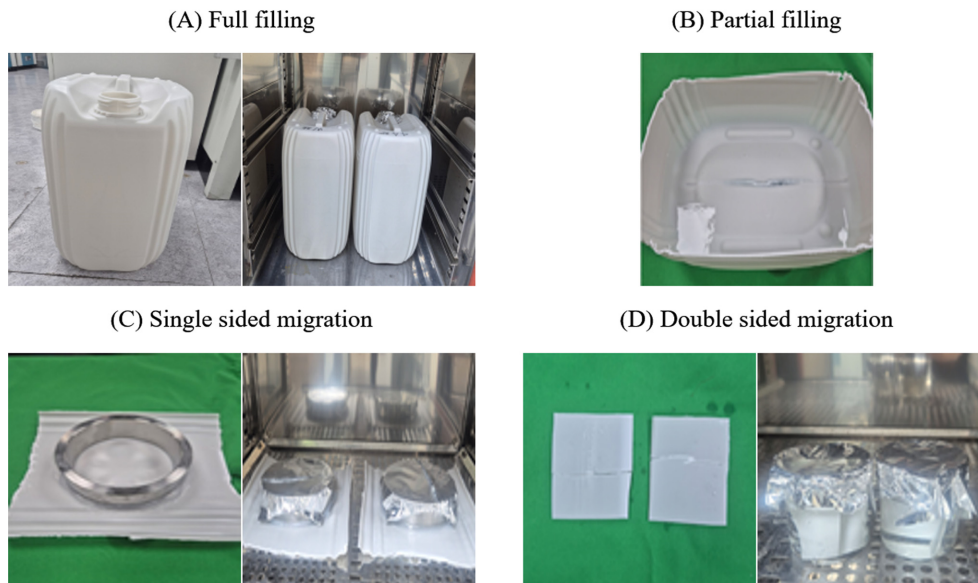 (A) Full filling
(B) Partial filling
(C) Single sided migration
(D) Double sided migration